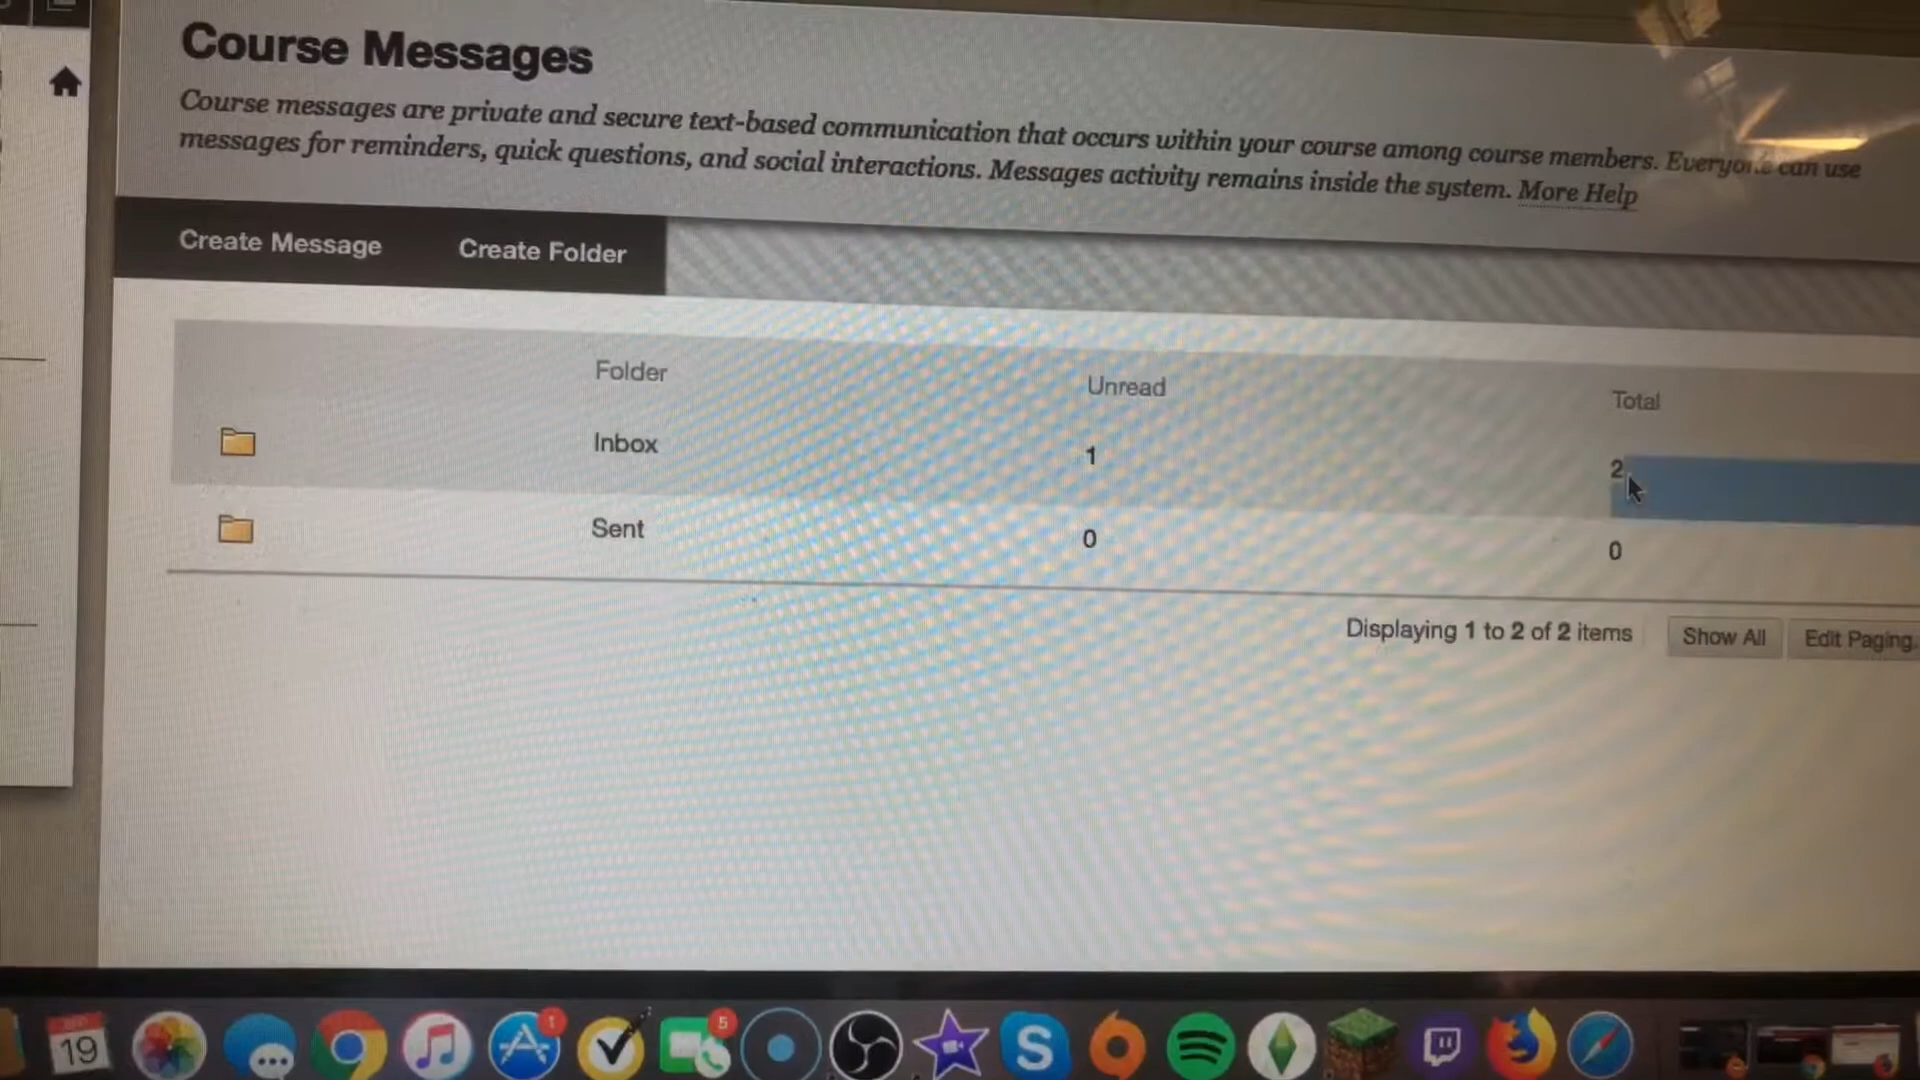 Course Messages
Course messages are private and secure text-based communication that occurs within your course among course members. Everyone can use
messages for reminders, quick questions, and social interactions. Messages activity remains inside the system. More Help
Create Message Create Folder
Folder Unread Total
Inbox 1 2
Sent 0 0
Displaying 1 to 2 of 2 items Show All Edit Paging
19 1 5 S